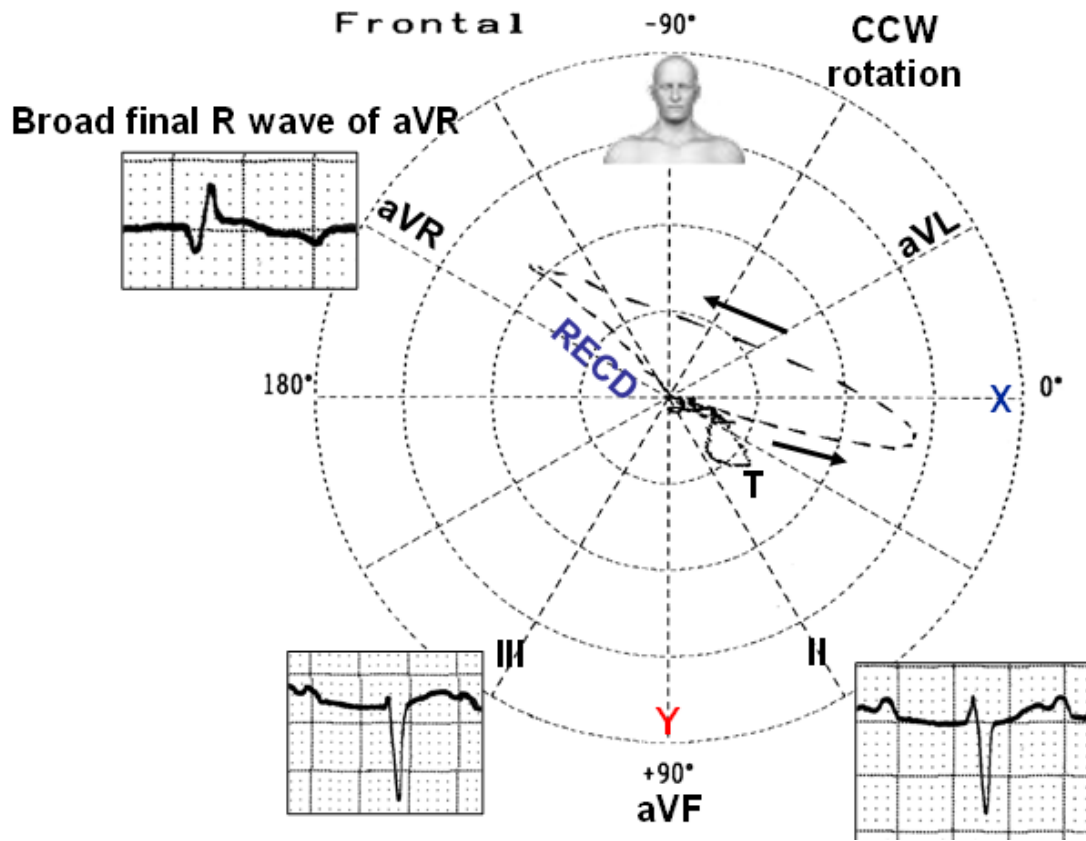 Frontal
-90°
CCW
rotation
Broad final R wave of aVR
aVR
aVL
RECD
180°
X
0°
T
III
II
Y
+90°
aVF